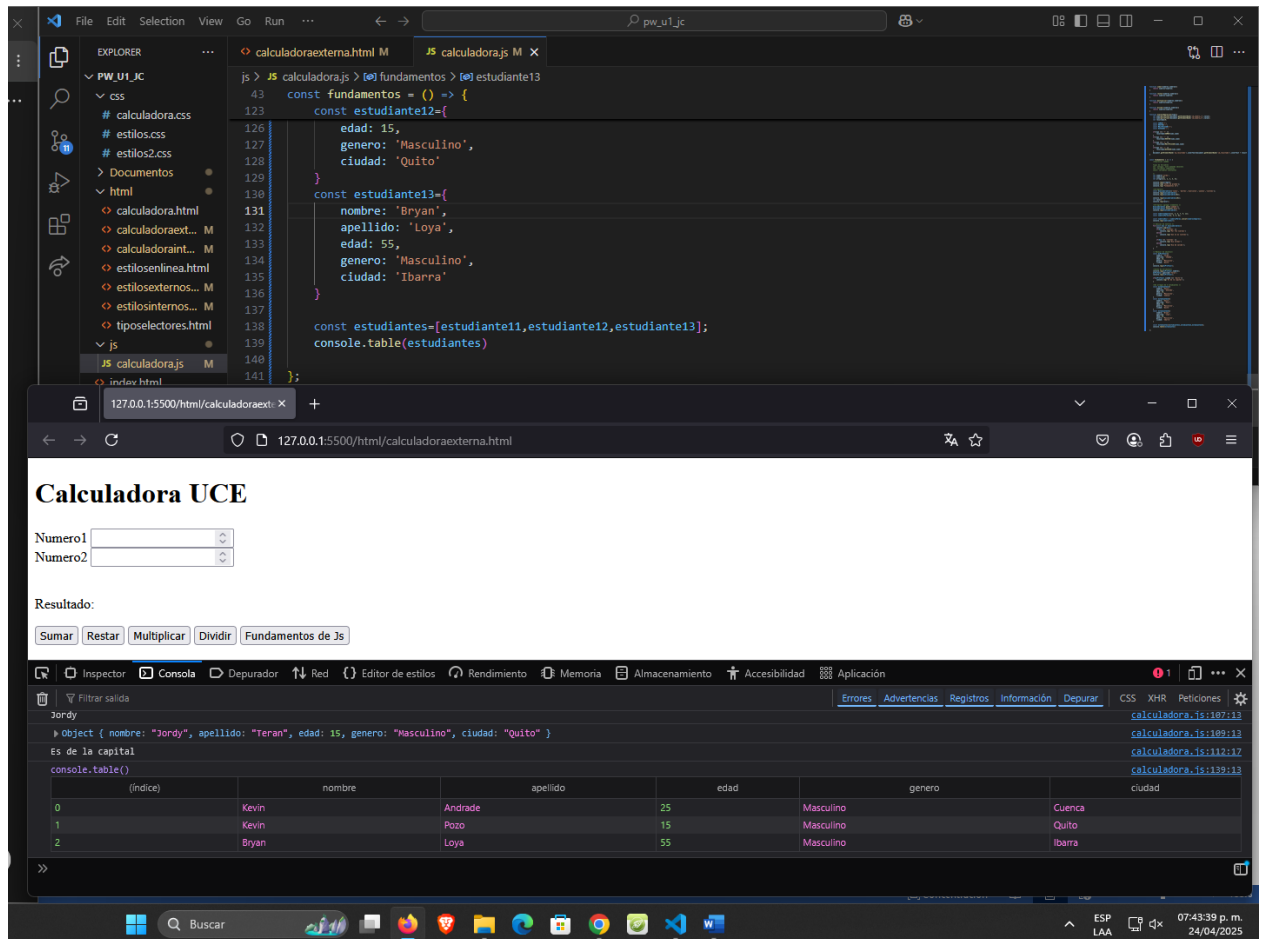 File Edit Selection View Go Run ··· pw_u1_jc
EXPLORER ···
calculadoraexterna.html M JS calculadora.js M
PW_U1_JC
css
# calculadora.css
# estilos.css
# estilos2.css
Documentos
html
calculadora.html
calculadoraext... M
calculadoraint... M
estilosenlinea.html
estilosexternos... M
estilosinternos... M
tiposelectores.html
js
JS calculadora.js M
index.html
11
js > JS calculadora.js > fundamentos > estudiante13
43 const fundamentos = () => {
123 const estudiante12={
126 edad: 15,
127 genero: 'Masculino',
128 ciudad: 'Quito'
129 }
130 const estudiante13={
131 nombre: 'Bryan',
132 apellido: 'Loya',
133 edad: 55,
134 genero: 'Masculino',
135 ciudad: 'Ibarra'
136 }
137
138 const estudiantes=[estudiante11,estudiante12,estudiante13];
139 console.table(estudiantes)
140
141 };
127.0.0.1:5500/html/calculadoraexte
127.0.0.1:5500/html/calculadoraexterna.html
Calculadora UCE
Numero1
Numero2
Resultado:
Sumar Restar Multiplicar Dividir Fundamentos de Js
Inspector Consola Depurador Red Editor de estilos Rendimiento Memoria Almacenamiento Accesibilidad Aplicación 1
Filtrar salida Errores Advertencias Registros Información Depurar CSS XHR Peticiones
Jordy calculadora.js:107:13
Object { nombre: "Jordy", apellido: "Teran", edad: 15, genero: "Masculino", ciudad: "Quito" } calculadora.js:109:13
Es de la capital calculadora.js:112:17
console.table() calculadora.js:139:13
(índice) nombre apellido edad genero ciudad
0 Kevin Andrade 25 Masculino Cuenca
1 Kevin Pozo 15 Masculino Quito
2 Bryan Loya 55 Masculino Ibarra
Buscar
ESP
LAA
07:43:39 p. m.
24/04/2025